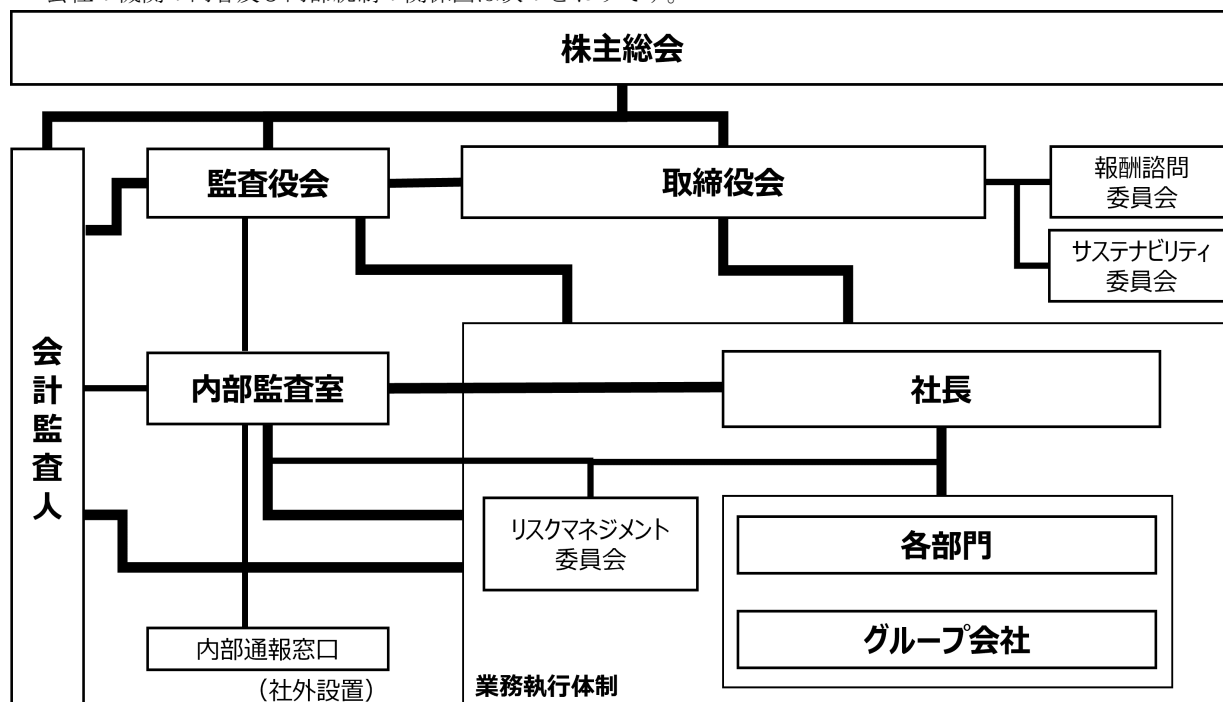 株主総会
監査役会
取締役会
報酬諮問
委員会
サステナビリティ
委員会
会計監査人
内部監査室
社長
リスクマネジメント
委員会
各部門
グループ会社
内部通報窓口
（社外設置）
業務執行体制